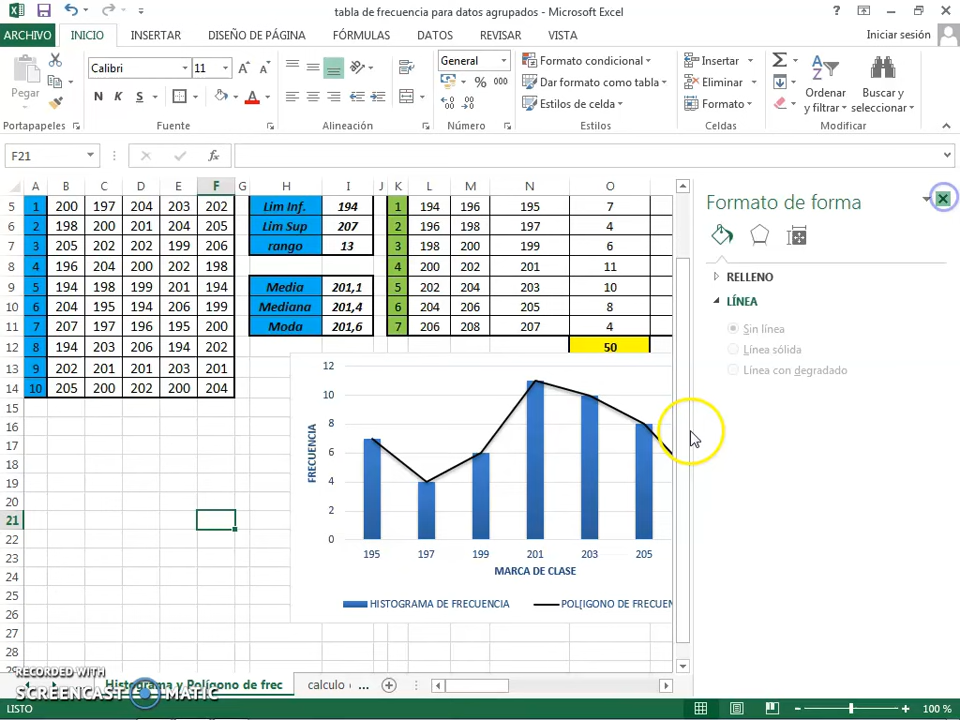 tabla de frecuencia para datos agrupados - Microsoft Excel
?
ARCHIVO INICIO INSERTAR DISEÑO DE PÁGINA FÓRMULAS DATOS REVISAR VISTA Iniciar sesión
Pegar
Calibri 11
N K S
General
% 000
Formato condicional
Dar formato como tabla
Estilos de celda
Insertar
Eliminar
Formato
Ordenar y filtrar
Buscar y seleccionar
Portapapeles Fuente Alineación Número Estilos Celdas Modificar
F21
A B C D E F G H I J K L M N O
5 1 200 197 204 203 202 Lim Inf. 194 1 194 196 195 7
6 2 198 200 201 204 205 Lim Sup 207 2 196 198 197 4
7 3 205 202 202 199 206 rango 13 3 198 200 199 6
8 4 196 204 200 202 198 4 200 202 201 11
9 5 194 198 199 201 194 Media 201,1 5 202 204 203 10
10 6 204 195 194 206 199 Mediana 201,4 6 204 206 205 8
11 7 207 197 196 195 200 Moda 201,6 7 206 208 207 4
12 8 194 203 206 194 202 50
13 9 202 201 201 203 201
14 10 205 200 202 200 204
15
16
17
18
19
20
21
22
23
24
25
26
27
28
FRECUENCIA
12
10
8
6
4
2
0
195 197 199 201 203 205
MARCA DE CLASE
HISTOGRAMA DE FRECUENCIA POL[IGONO DE FRECUEN
Formato de forma
RELLENO
LÍNEA
Sin línea
Línea sólida
Línea con degradado
Histograma y Polígono de frec calculo ...
RECORDED WITH
SCREENCAST MATIC
LISTO 100 %